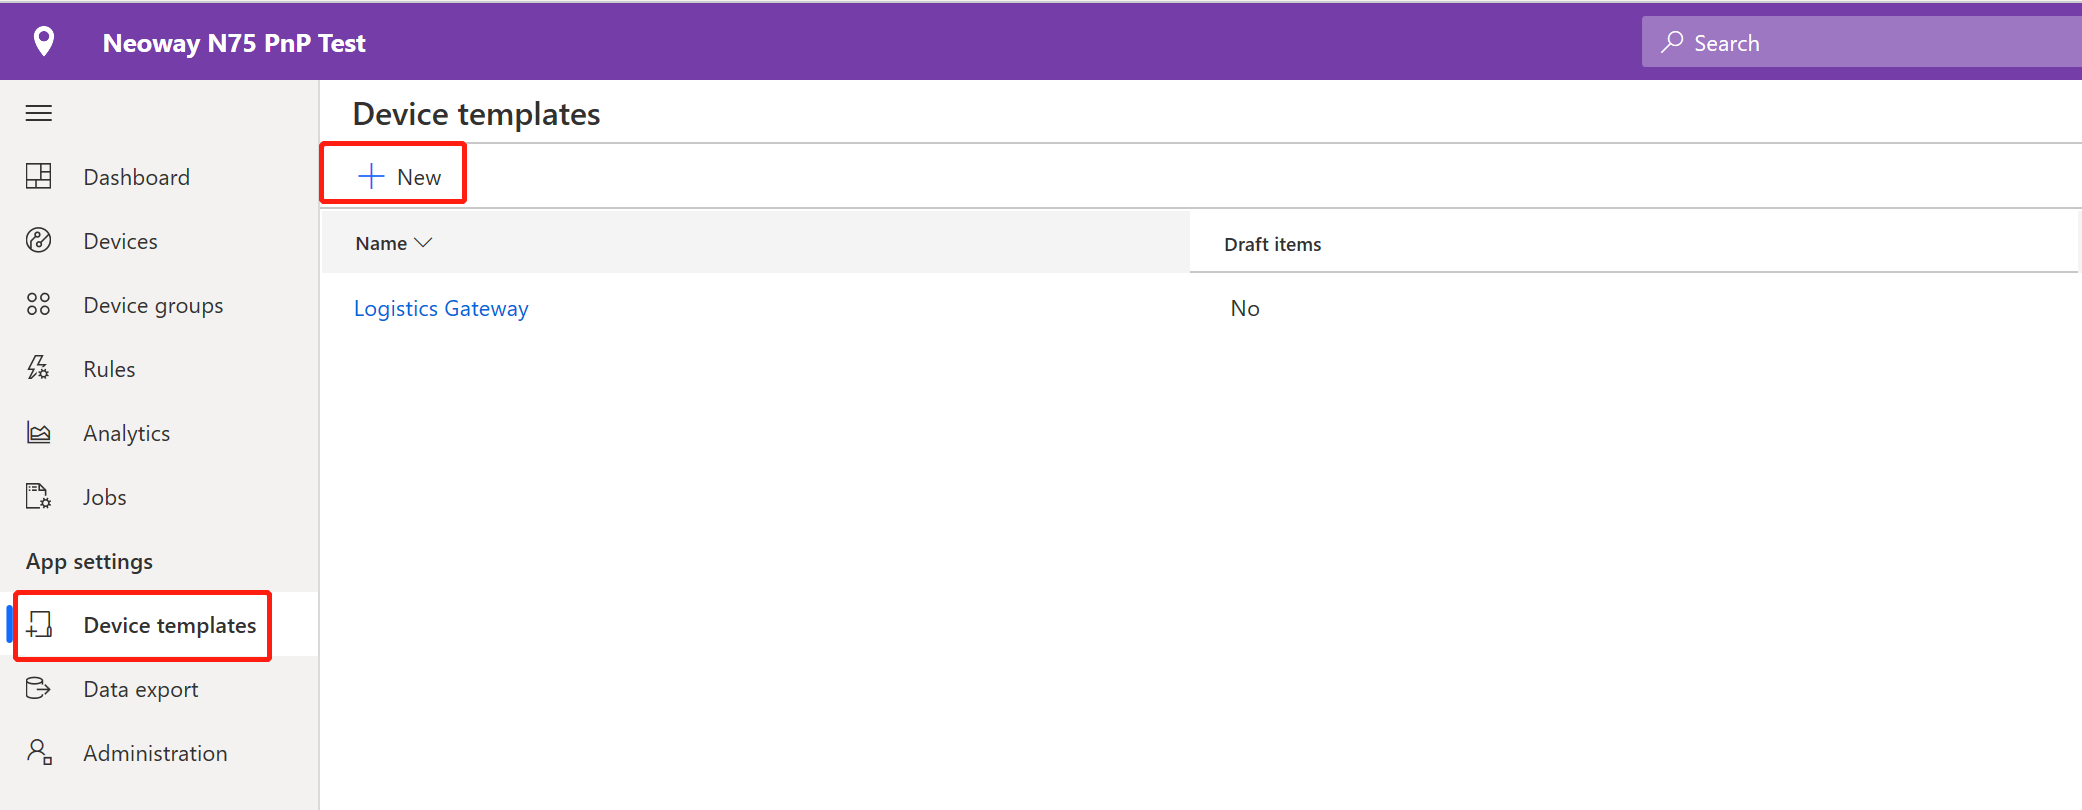 Neoway N75 PnP Test
Search
Dashboard
Devices
Device groups
Rules
Analytics
Jobs
App settings
Device templates
Data export
Administration
Device templates
New
Name
Draft items
Logistics Gateway
No